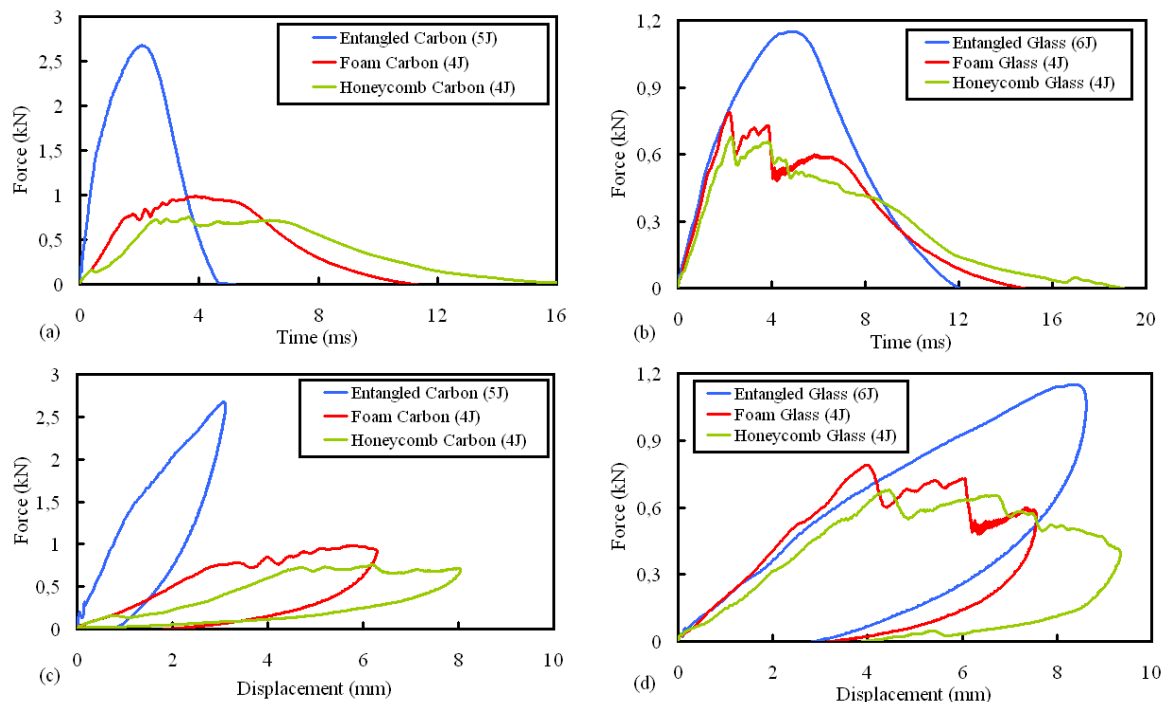 3
2,5
2
1,5
1
0,5
0
Force (kN)
Entangled Carbon (5J)
Foam Carbon (4J)
Honeycomb Carbon (4J)
0 4 8 12 16
Time (ms)
(a)
1,2
0,9
0,6
0,3
0
Force (kN)
Entangled Glass (6J)
Foam Glass (4J)
Honeycomb Glass (4J)
0 4 8 12 16 20
Time (ms)
(b)
3
2,5
2
1,5
1
0,5
0
Force (kN)
Entangled Carbon (5J)
Foam Carbon (4J)
Honeycomb Carbon (4J)
0 2 4 6 8 10
Displacement (mm)
(c)
1,2
0,9
0,6
0,3
0
Force (kN)
Entangled Glass (6J)
Foam Glass (4J)
Honeycomb Glass (4J)
0 2 4 6 8 10
Displacement (mm)
(d)